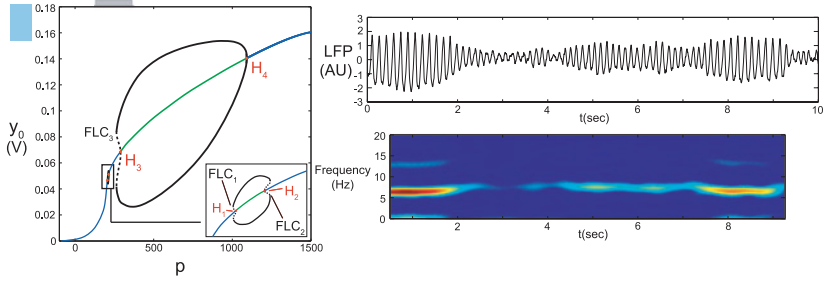 0.18
0.16
0.14
0.12
0.10
0.08
0.06
0.04
0.02
0
y0
(V)
FLC3
H3
H4
FLC1
H1
H2
FLC2
0
500
1000
1500
p
LFP
(AU)
3
2
1
0
-1
-2
-3
0
2
4
6
8
10
t(sec)
Frequency
(Hz)
20
15
10
5
0
2
4
6
8
t(sec)